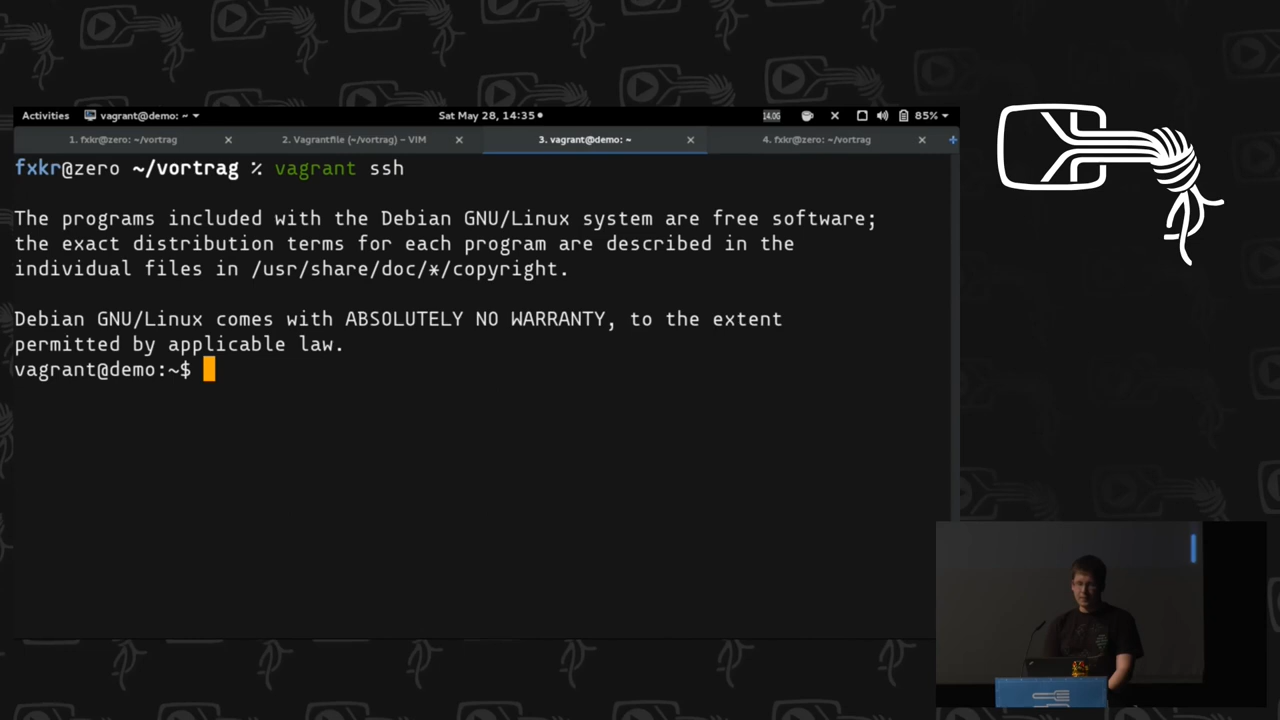 Activities vagrant@demo: ~ Sat May 28, 14:35 14.0G 85%
1. fxkr@zero: ~/vortrag 2. Vagrantfile (~/vortrag) – VIM 3. vagrant@demo: ~ 4. fxkr@zero: ~/vortrag
fxkr@zero ~/vortrag % vagrant ssh
The programs included with the Debian GNU/Linux system are free software;
the exact distribution terms for each program are described in the
individual files in /usr/share/doc/*/copyright.
Debian GNU/Linux comes with ABSOLUTELY NO WARRANTY, to the extent
permitted by applicable law.
vagrant@demo:~$